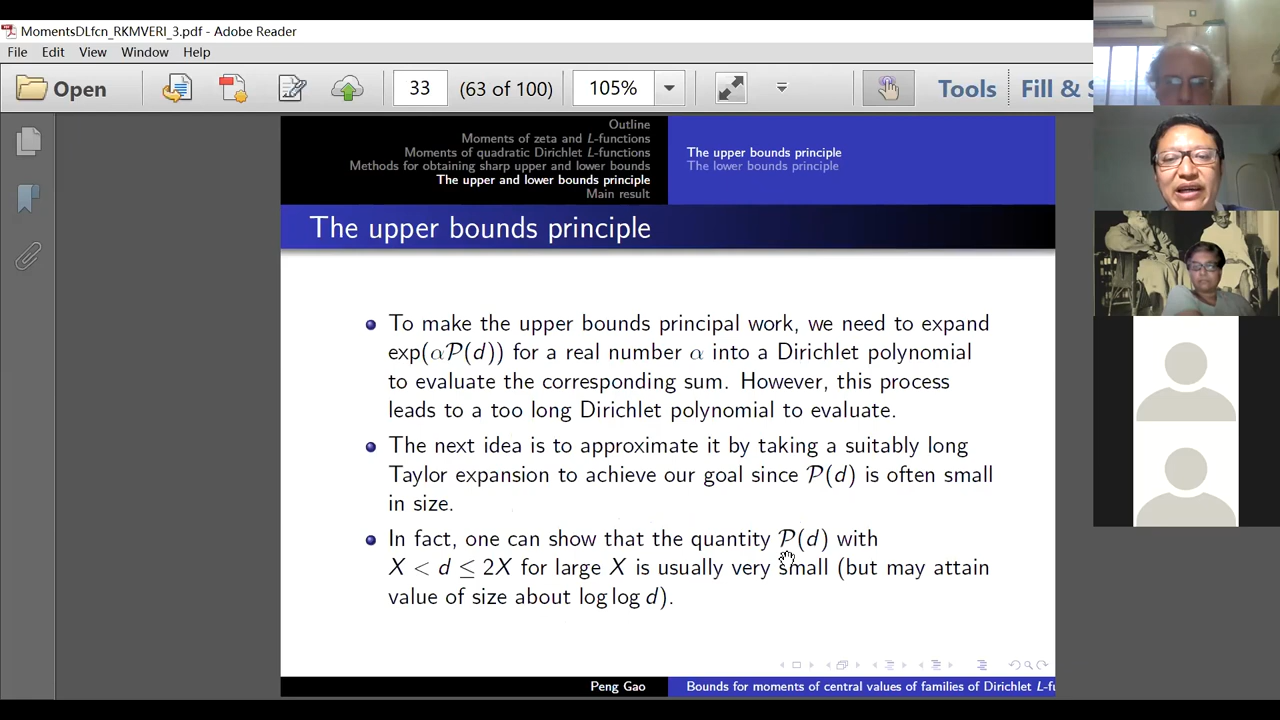 MomentsDLfcn_RKMVERI_3.pdf - Adobe Reader
File Edit View Window Help
Open 33 (63 of 100) 105% Tools Fill & S
Outline
Moments of zeta and L-functions
Moments of quadratic Dirichlet L-functions
Methods for obtaining sharp upper and lower bounds
The upper and lower bounds principle
Main result
The upper bounds principle
The lower bounds principle
The upper bounds principle
To make the upper bounds principal work, we need to expand
exp(αP(d)) for a real number α into a Dirichlet polynomial
to evaluate the corresponding sum. However, this process
leads to a too long Dirichlet polynomial to evaluate.
The next idea is to approximate it by taking a suitably long
Taylor expansion to achieve our goal since P(d) is often small
in size.
In fact, one can show that the quantity P(d) with
X < d ≤ 2X for large X is usually very small (but may attain
value of size about log log d).
Peng Gao
Bounds for moments of central values of families of Dirichlet L-fu